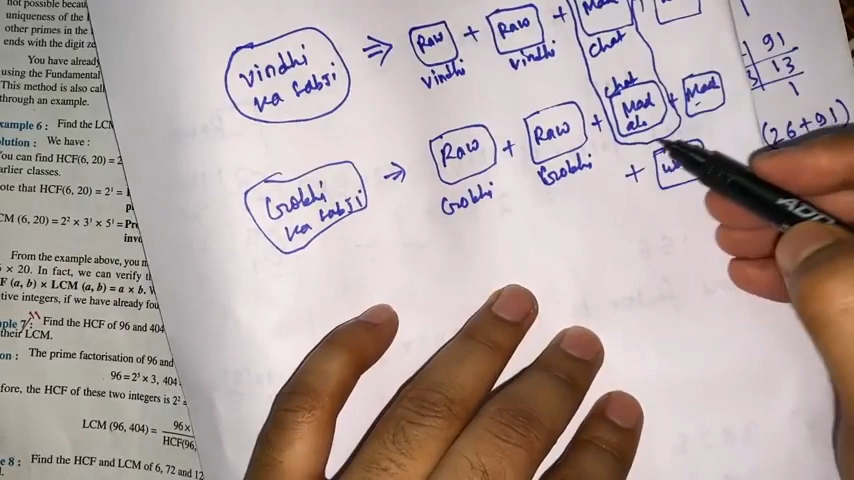 not possible becau
uniqueness of the
other primes in the
ends with the digit ze
You have already
using the Fundamental
This method is also call
through an example.
xample 6: Find the LCM
olution : We have :
You can find HCF(6, 20) = 2
arlier classes.
ote that HCF(6, 20) = 2¹ =
CM (6, 20) = 2² × 3¹ × 5¹ = Pr
invo
From the example above, you n
× 20. In fact, we can verify th
F (a, b) × LCM (a, b) = a × b. W
tive integers, if we have already fou
ple 7 : Find the HCF of 96 and 404
their LCM.
on : The prime factorisation of 96 and
96 = 2⁵ × 3, 404
fore, the HCF of these two integers is 2²
LCM (96, 404) = 96 ×
HCF(96,
e 8 : Find the HCF and LCM of 6, 72 and 12
vindhi
ka sabji
⇒ Raw + Raw +
vindhi vindhi chat
Gobhi
ka sabji
⇒ Raw + Raw + Mad +
Gobhi Gobhi
chat
+
91
3 13
1
(26+91)
ADD